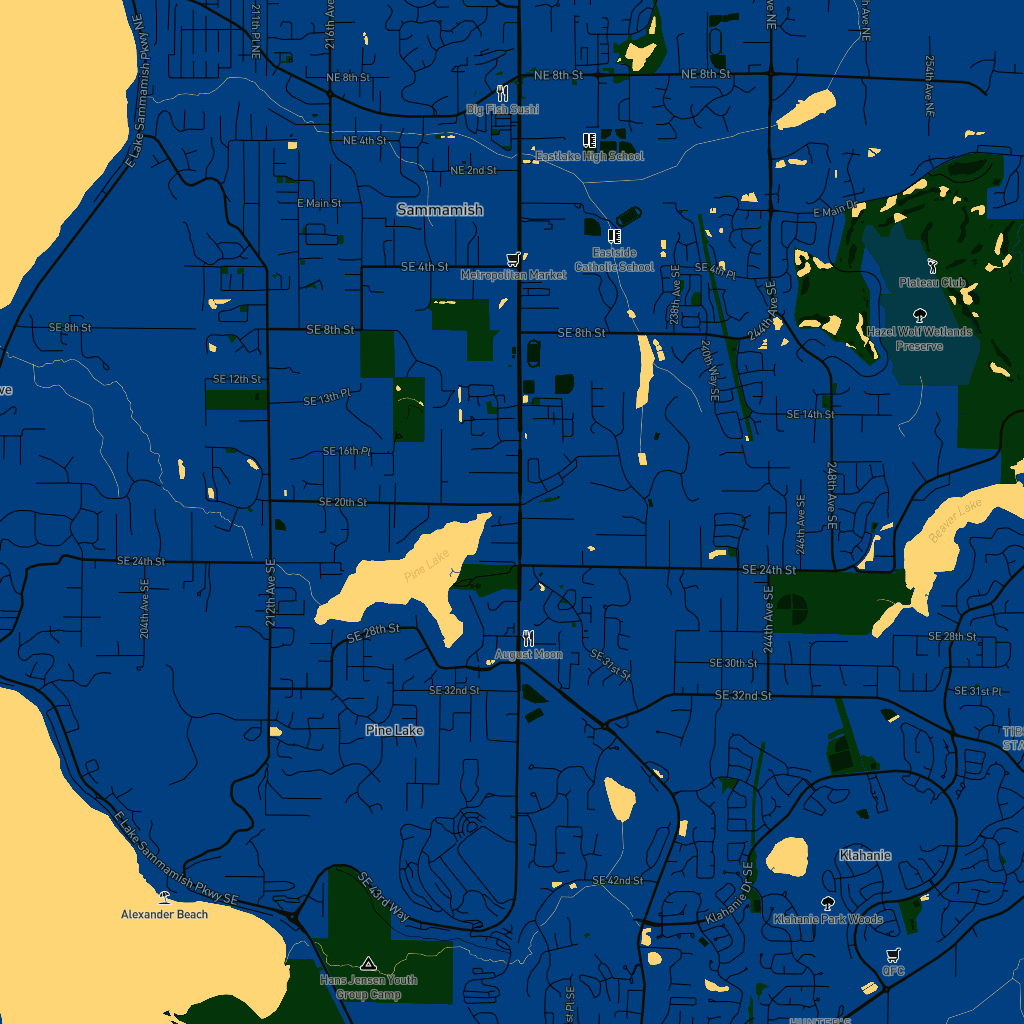 211th Pl NE
216th Ave NE
E Lake Sammamish Pkwy NE
NE 8th St
NE 8th St
NE 8th St
254th Ave NE
Big Fish Sushi
NE 4th St
Eastlake High School
NE 2nd St
E Main St
Sammamish
E Main Dr
Eastside
Catholic School
SE 4th St
Metropolitan Market
SE 4th Pl
238th Ave SE
Plateau Club
244th Ave SE
SE 8th St
SE 8th St
SE 8th St
Hazel Wolf Wetlands
Preserve
240th Way SE
SE 12th St
SE 13th Pl
SE 14th St
SE 16th Pl
248th Ave SE
SE 20th St
246th Ave SE
Beaver Lake
SE 24th St
Pine Lake
SE 24th St
204th Ave SE
212th Ave SE
244th Ave SE
SE 28th St
SE 28th St
August Moon
SE 31st St
SE 30th St
SE 32nd St
SE 32nd St
SE 31st Pl
Pine Lake
E Lake Sammamish Pkwy SE
Klahanie
SE 42nd St
SE 43rd Way
Klahanie Dr SE
Alexander Beach
Klahanie Park Woods
QFC
Hans Jensen Youth
Group Camp